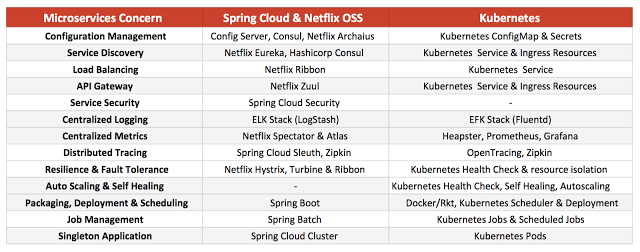 Microservices Concern Spring Cloud & Netflix OSS Kubernetes
Configuration Management Config Server, Consul, Netflix Archaius Kubernetes ConfigMap & Secrets
Service Discovery Netflix Eureka, Hashicorp Consul Kubernetes Service & Ingress Resources
Load Balancing Netflix Ribbon Kubernetes Service
API Gateway Netflix Zuul Kubernetes Service & Ingress Resources
Service Security Spring Cloud Security -
Centralized Logging ELK Stack (LogStash) EFK Stack (Fluentd)
Centralized Metrics Netflix Spectator & Atlas Heapster, Prometheus, Grafana
Distributed Tracing Spring Cloud Sleuth, Zipkin OpenTracing, Zipkin
Resilience & Fault Tolerance Netflix Hystrix, Turbine & Ribbon Kubernetes Health Check & resource isolation
Auto Scaling & Self Healing - Kubernetes Health Check, Self Healing, Autoscaling
Packaging, Deployment & Scheduling Spring Boot Docker/Rkt, Kubernetes Scheduler & Deployment
Job Management Spring Batch Kubernetes Jobs & Scheduled Jobs
Singleton Application Spring Cloud Cluster Kubernetes Pods